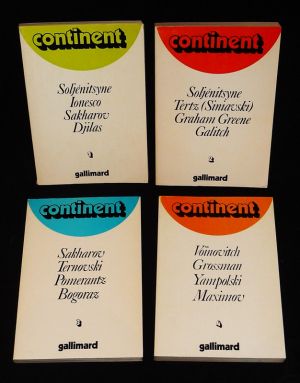 continent
Soljénitsyne
Ionesco
Sakharov
Djilas
1
gallimard
continent
Soljénitsyne
Tertz (Siniavski)
Graham Greene
Galitch
2
gallimard
continent
Sakharov
Ternovski
Pomerantz
Bogoraz
3
gallimard
continent
Voïnovitch
Grossman
Yampolski
Maximov
4
gallimard